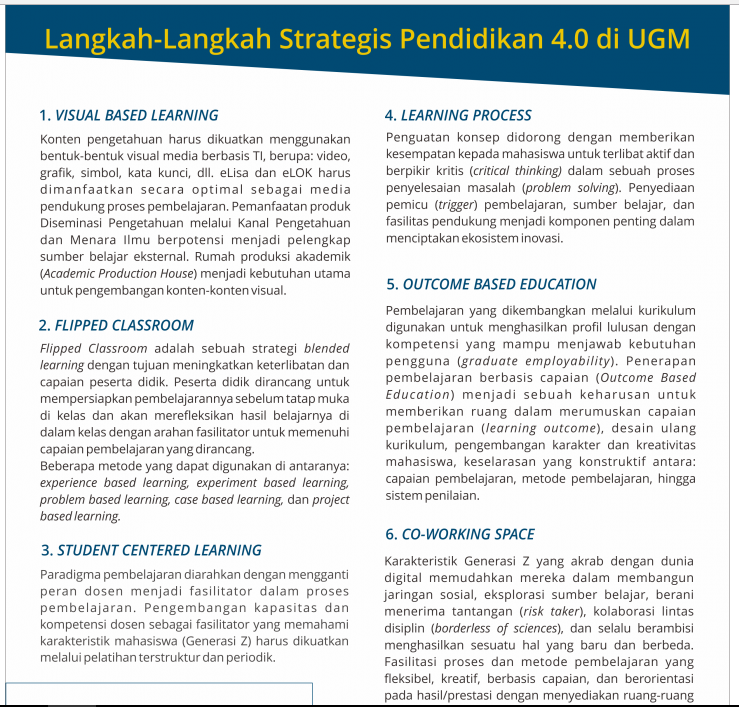 Langkah-Langkah Strategis Pendidikan 4.0 di UGM
1. VISUAL BASED LEARNING
Konten pengetahuan harus dikuatkan menggunakan
bentuk-bentuk visual media berbasis TI, berupa: video,
grafik, simbol, kata kunci, dll. eLisa dan eLOK harus
dimanfaatkan secara optimal sebagai media
pendukung proses pembelajaran. Pemanfaatan produk
Diseminasi Pengetahuan melalui Kanal Pengetahuan
dan Menara Ilmu berpotensi menjadi pelengkap
sumber belajar eksternal. Rumah produksi akademik
(Academic Production House) menjadi kebutuhan utama
untuk pengembangan konten-konten visual.
2. FLIPPED CLASSROOM
Flipped Classroom adalah sebuah strategi blended
learning dengan tujuan meningkatkan keterlibatan dan
capaian peserta didik. Peserta didik dirancang untuk
mempersiapkan pembelajarannya sebelum tatap muka
di kelas dan akan merefleksikan hasil belajarnya di
dalam kelas dengan arahan fasilitator untuk memenuhi
capaian pembelajaran yang dirancang.
Beberapa metode yang dapat digunakan di antaranya:
experience based learning, experiment based learning,
problem based learning, case based learning, dan project
based learning.
3. STUDENT CENTERED LEARNING
Paradigma pembelajaran diarahkan dengan mengganti
peran dosen menjadi fasilitator dalam proses
pembelajaran. Pengembangan kapasitas dan
kompetensi dosen sebagai fasilitator yang memahami
karakteristik mahasiswa (Generasi Z) harus dikuatkan
melalui pelatihan terstruktur dan periodik.
4. LEARNING PROCESS
Penguatan konsep didorong dengan memberikan
kesempatan kepada mahasiswa untuk terlibat aktif dan
berpikir kritis (critical thinking) dalam sebuah proses
penyelesaian masalah (problem solving). Penyediaan
pemicu (trigger) pembelajaran, sumber belajar, dan
fasilitas pendukung menjadi komponen penting dalam
menciptakan ekosistem inovasi.
5. OUTCOME BASED EDUCATION
Pembelajaran yang dikembangkan melalui kurikulum
digunakan untuk menghasilkan profil lulusan dengan
kompetensi yang mampu menjawab kebutuhan
pengguna (graduate employability). Penerapan
pembelajaran berbasis capaian (Outcome Based
Education) menjadi sebuah keharusan untuk
memberikan ruang dalam merumuskan capaian
pembelajaran (learning outcome), desain ulang
kurikulum, pengembangan karakter dan kreativitas
mahasiswa, keselarasan yang konstruktif antara:
capaian pembelajaran, metode pembelajaran, hingga
sistem penilaian.
6. CO-WORKING SPACE
Karakteristik Generasi Z yang akrab dengan dunia
digital memudahkan mereka dalam membangun
jaringan sosial, eksplorasi sumber belajar, berani
menerima tantangan (risk taker), kolaborasi lintas
disiplin (borderless of sciences), dan selalu berambisi
menghasilkan sesuatu hal yang baru dan berbeda.
Fasilitasi proses dan metode pembelajaran yang
fleksibel, kreatif, berbasis capaian, dan berorientasi
pada hasil/prestasi dengan menyediakan ruang-ruang